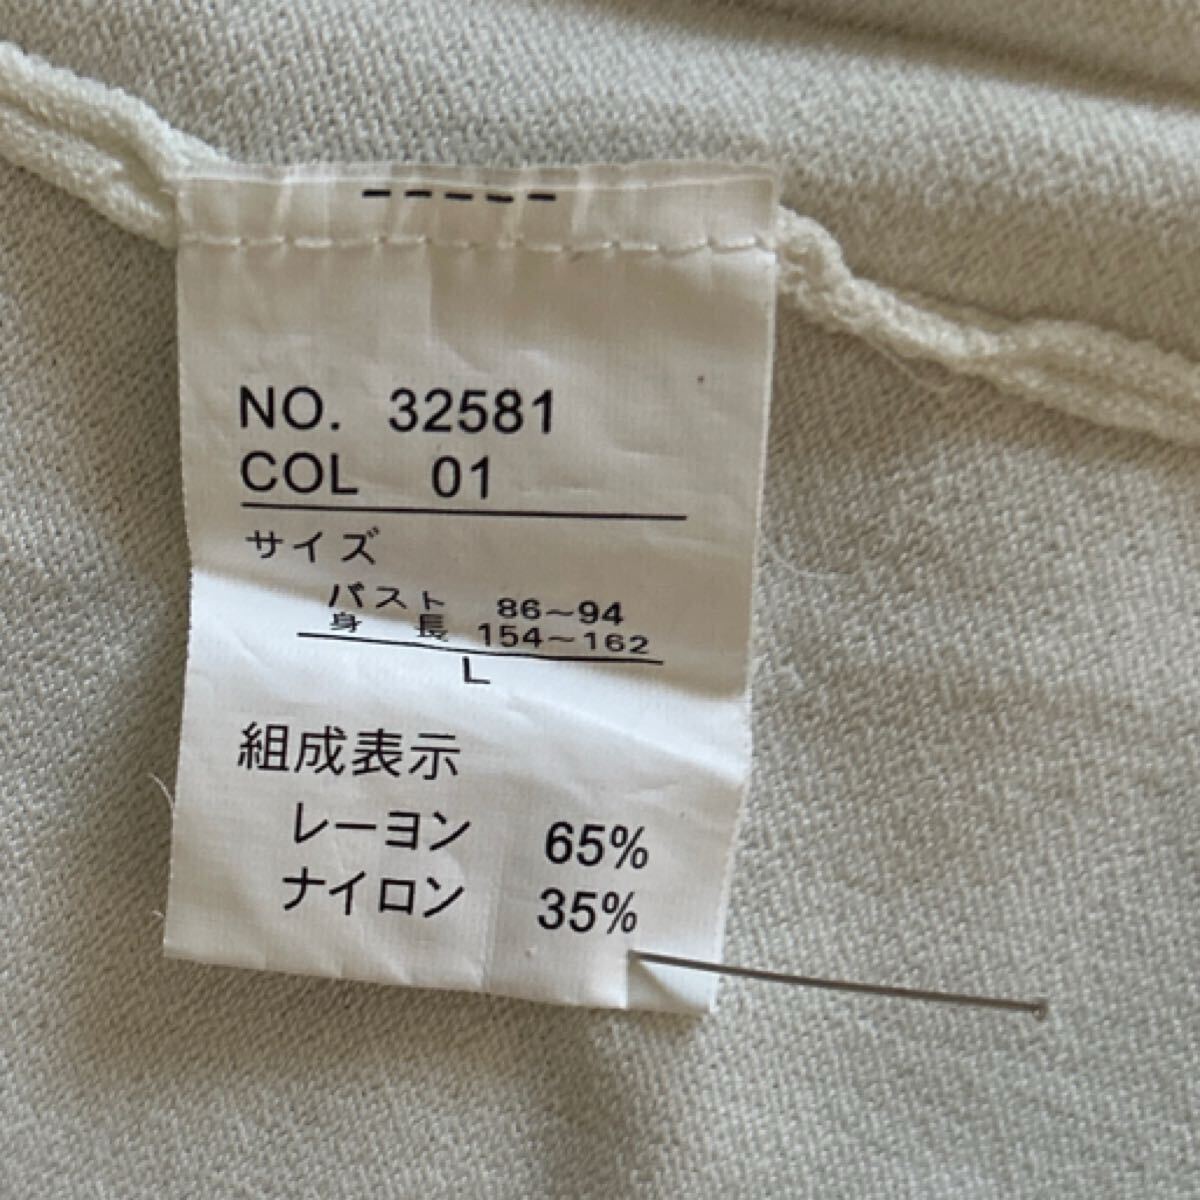 NO. 32581
COL 01
サイズ
バスト 86~94
身長 154~162
L
組成表示
レーヨン 65%
ナイロン 35%